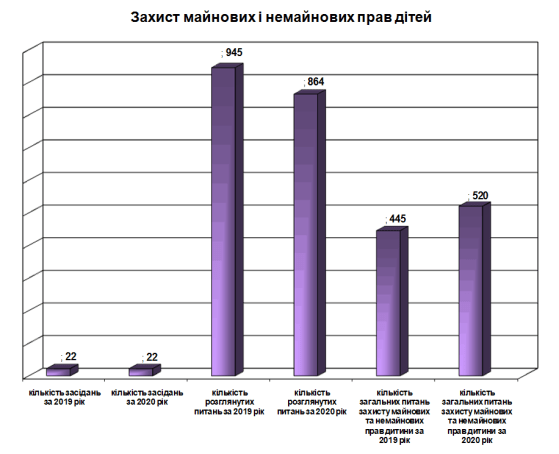 Захист майнових і немайнових прав дітей
; 945
; 864
; 520
; 445
; 22
; 22
кількість засідань
за 2019 рік
кількість засідань
за 2020 рік
кількість
розглянутих
питань за 2019 рік
кількість
розглянутих
питань за 2020 рік
кількість
загальних питань
захисту майнових
та немайнових
прав дитини за
2019 рік
кількість
загальних питань
захисту майнових
та немайнових
прав дитини за
2020 рік